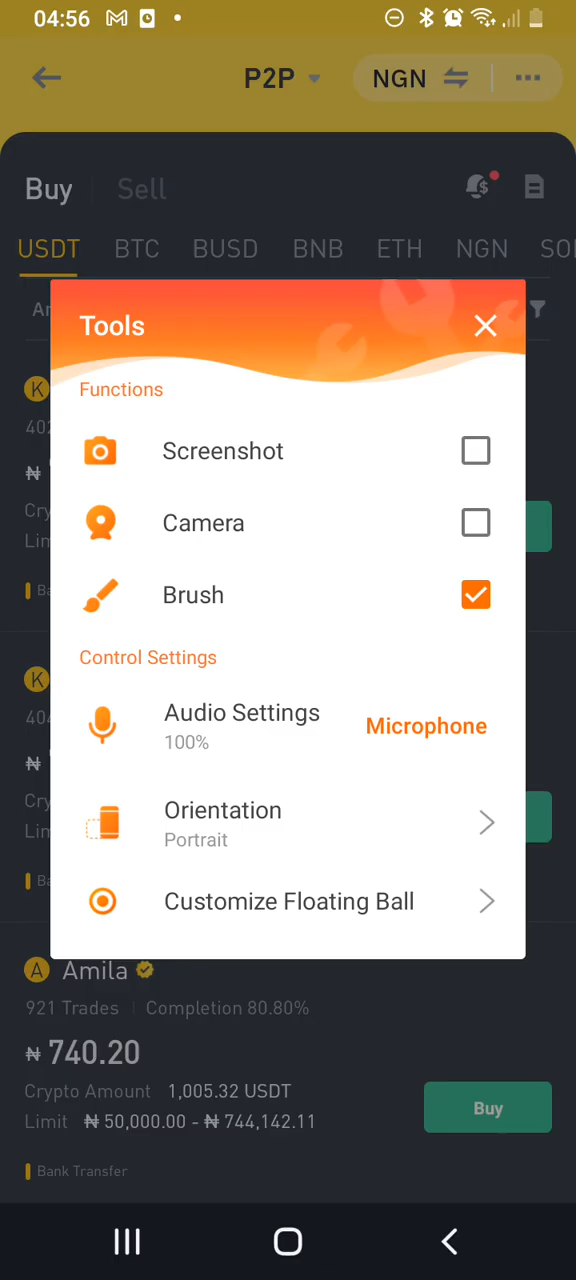 04:56
P2P NGN
Buy Sell
USDT BTC BUSD BNB ETH NGN
Tools
Functions
K
402
₦
Screenshot
Camera
Brush
Control Settings
K
404
₦
Audio Settings
100%
Microphone
Orientation
Portrait
Customize Floating Ball
A Amila
921 Trades Completion 80.80%
₦ 740.20
Crypto Amount 1,005.32 USDT
Limit ₦ 50,000.00 - ₦ 744,142.11
Buy
Bank Transfer